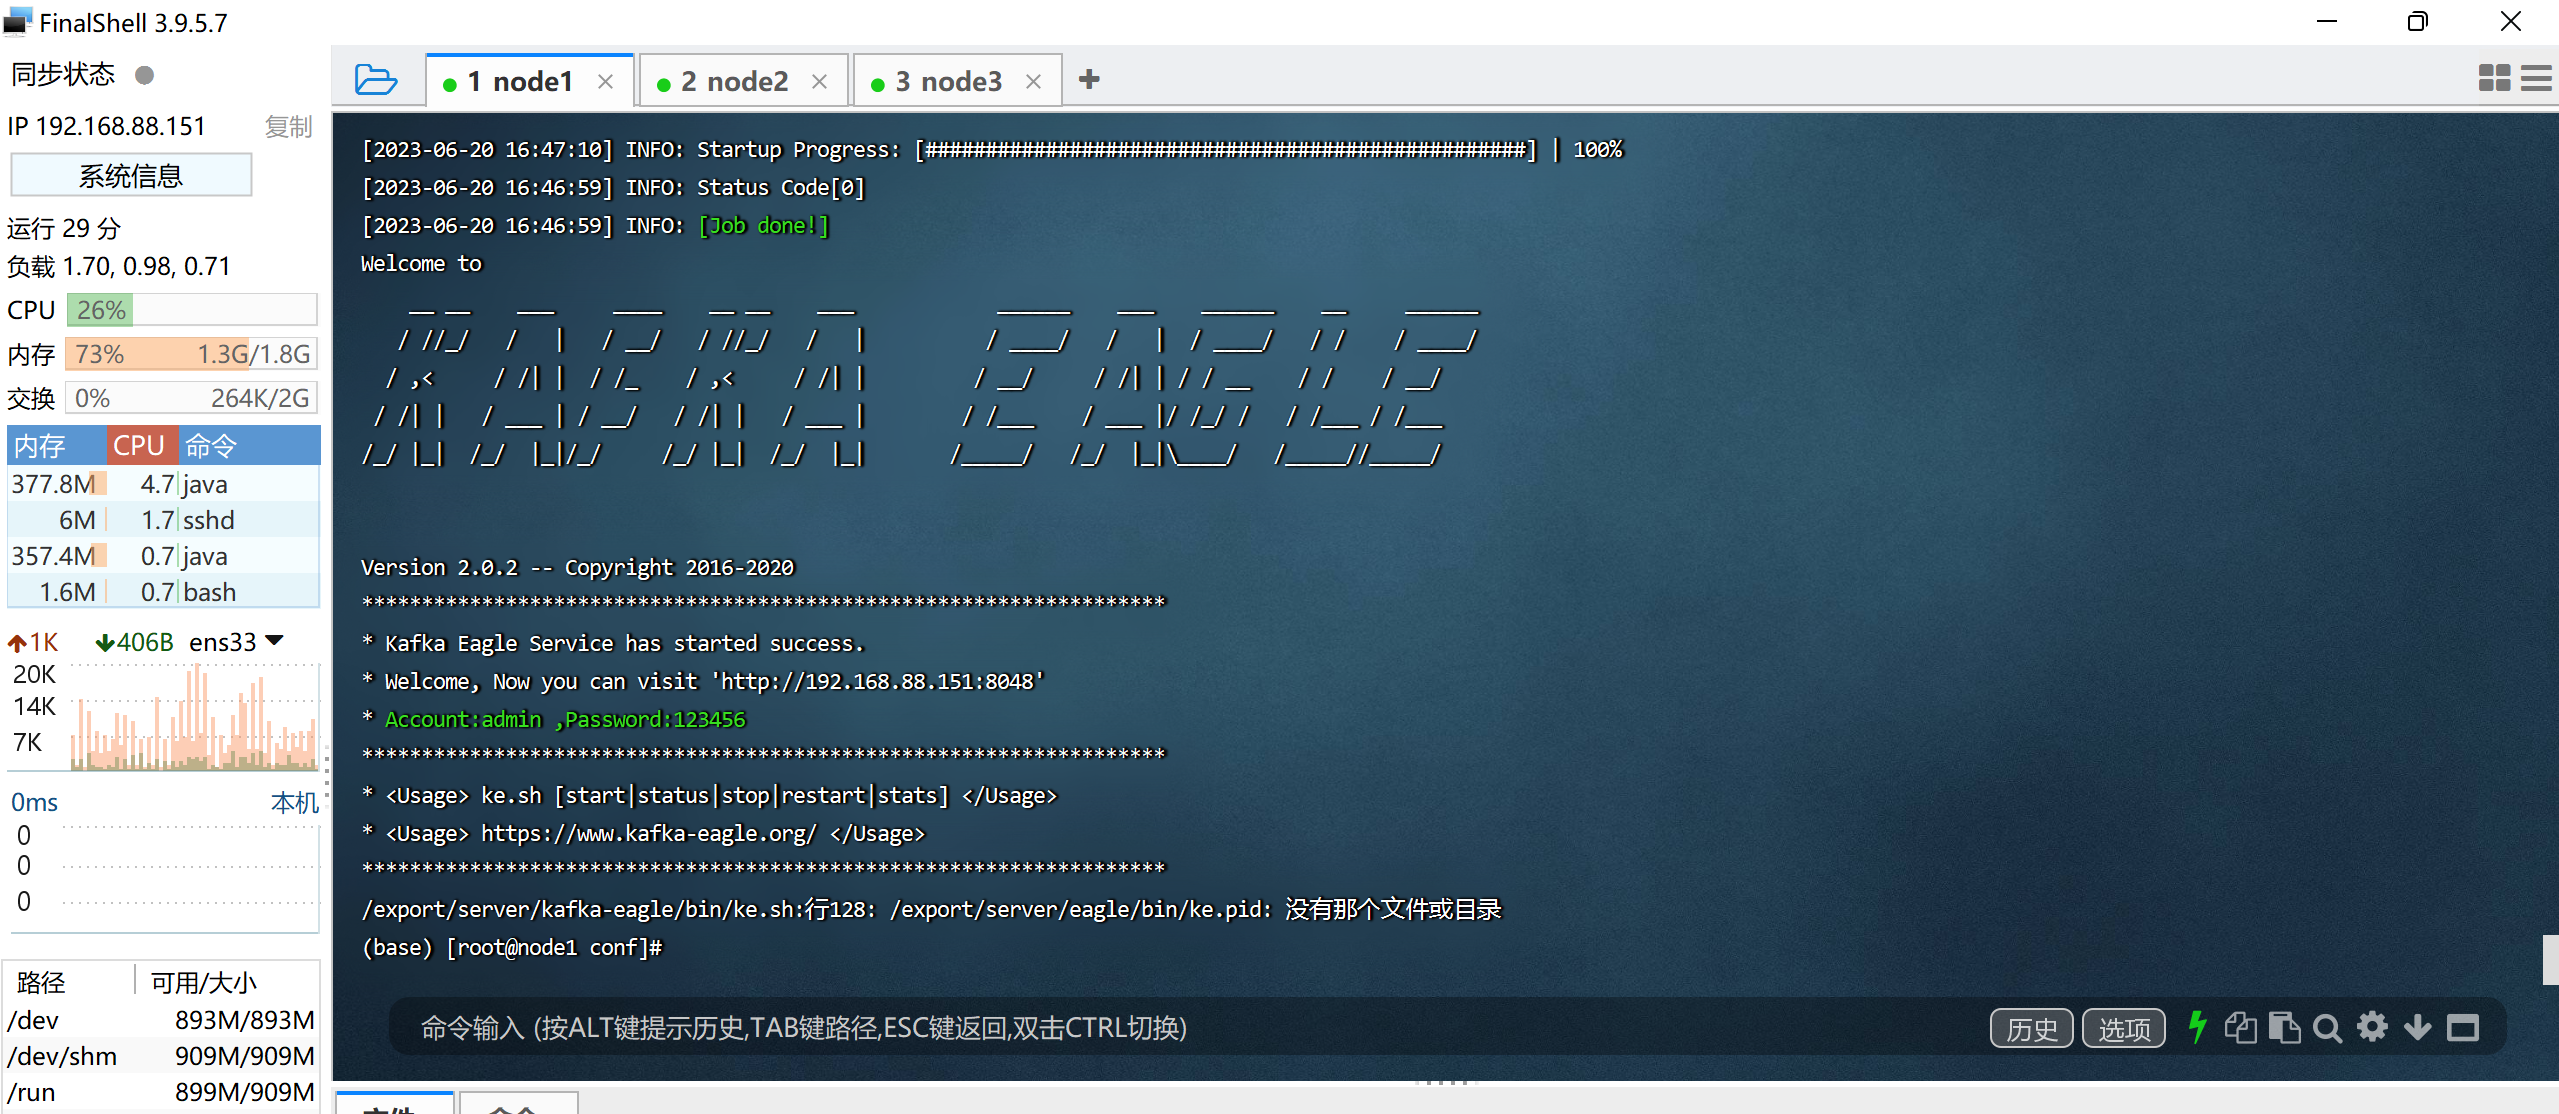 FinalShell 3.9.5.7
同步状态
IP 192.168.88.151 复制
系统信息
运行 29 分
负载 1.70, 0.98, 0.71
CPU 26%
内存 73% 1.3G/1.8G
交换 0% 264K/2G
内存 CPU 命令
377.8M 4.7 java
6M 1.7 sshd
357.4M 0.7 java
1.6M 0.7 bash
1K 406B ens33
20K
14K
7K
0ms 本机
0
0
0
路径 可用/大小
/dev 893M/893M
/dev/shm 909M/909M
/run 899M/909M
1 node1 2 node2 3 node3
[2023-06-20 16:47:10] INFO: Startup Progress: [##################################################] | 100%
[2023-06-20 16:46:59] INFO: Status Code[0]
[2023-06-20 16:46:59] INFO: [Job done!]
Welcome to
KAFKA EAGLE
Version 2.0.2 -- Copyright 2016-2020
*******************************************************************
* Kafka Eagle Service has started success.
* Welcome, Now you can visit 'http://192.168.88.151:8048'
* Account:admin ,Password:123456
*******************************************************************
* <Usage> ke.sh [start|status|stop|restart|stats] </Usage>
* <Usage> https://www.kafka-eagle.org/ </Usage>
*******************************************************************
/export/server/kafka-eagle/bin/ke.sh:行128: /export/server/eagle/bin/ke.pid: 没有那个文件或目录
(base) [root@node1 conf]#
命令输入 (按ALT键提示历史,TAB键路径,ESC键返回,双击CTRL切换)
历史 选项